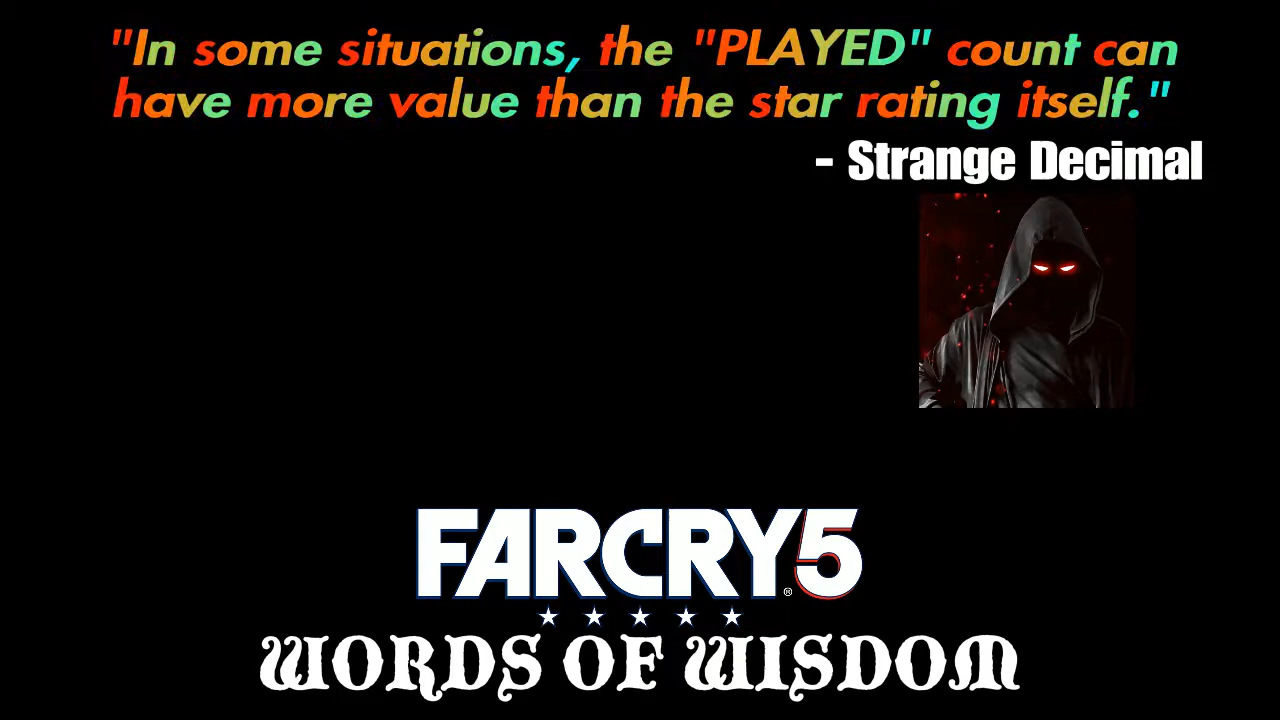 "In some situations, the "PLAYED" count can
have more value than the star rating itself."
- Strange Decimal
FARCRY5®
WORDS OF WISDOM